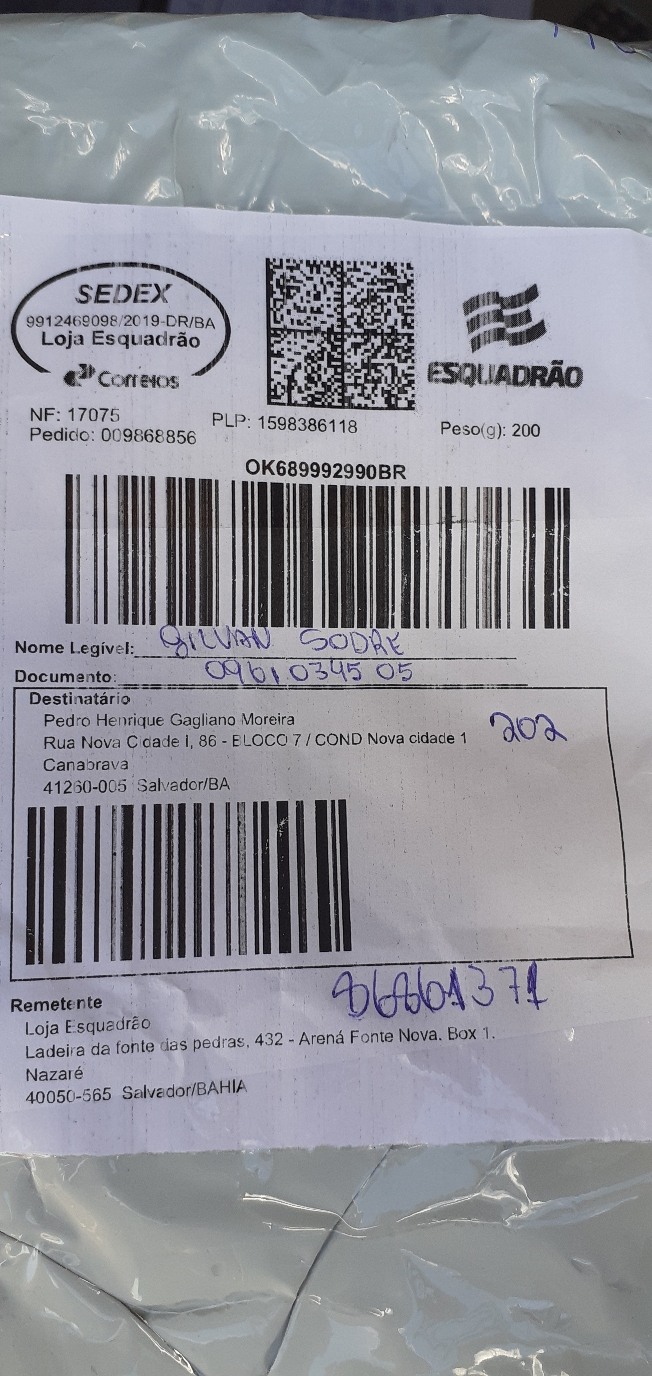 SEDEX
9912469098/2019-DR/BA
Loja Esquadrão
Correios
ESQUADRÃO
NF: 17075
PLP: 1598386118
Peso(g): 200
Pedido: 009868856
OK689992990BR
Nome Legível: GILVAN SODRE
Documento: 0961034505
Destinatário
Pedro Henrique Gagliano Moreira
202
Rua Nova Cidade I, 86 - BLOCO 7 / COND Nova cidade 1
Canabrava
41260-005 Salvador/BA
Remetente
Loja Esquadrão
Ladeira da fonte das pedras, 432 - Arená Fonte Nova. Box 1.
Nazaré
40050-565 Salvador/BAHIA